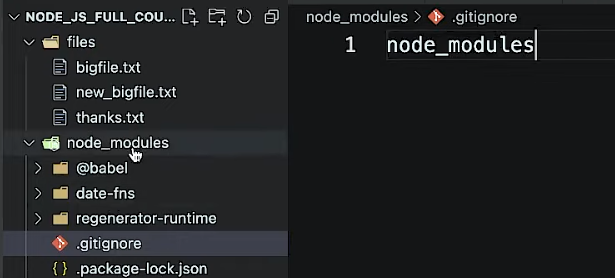 NODE_JS_FULL_COU...
files
bigfile.txt
new_bigfile.txt
thanks.txt
node_modules
@babel
date-fns
regenerator-runtime
.gitignore
{} .package-lock.json
node_modules > .gitignore
1 node_modules